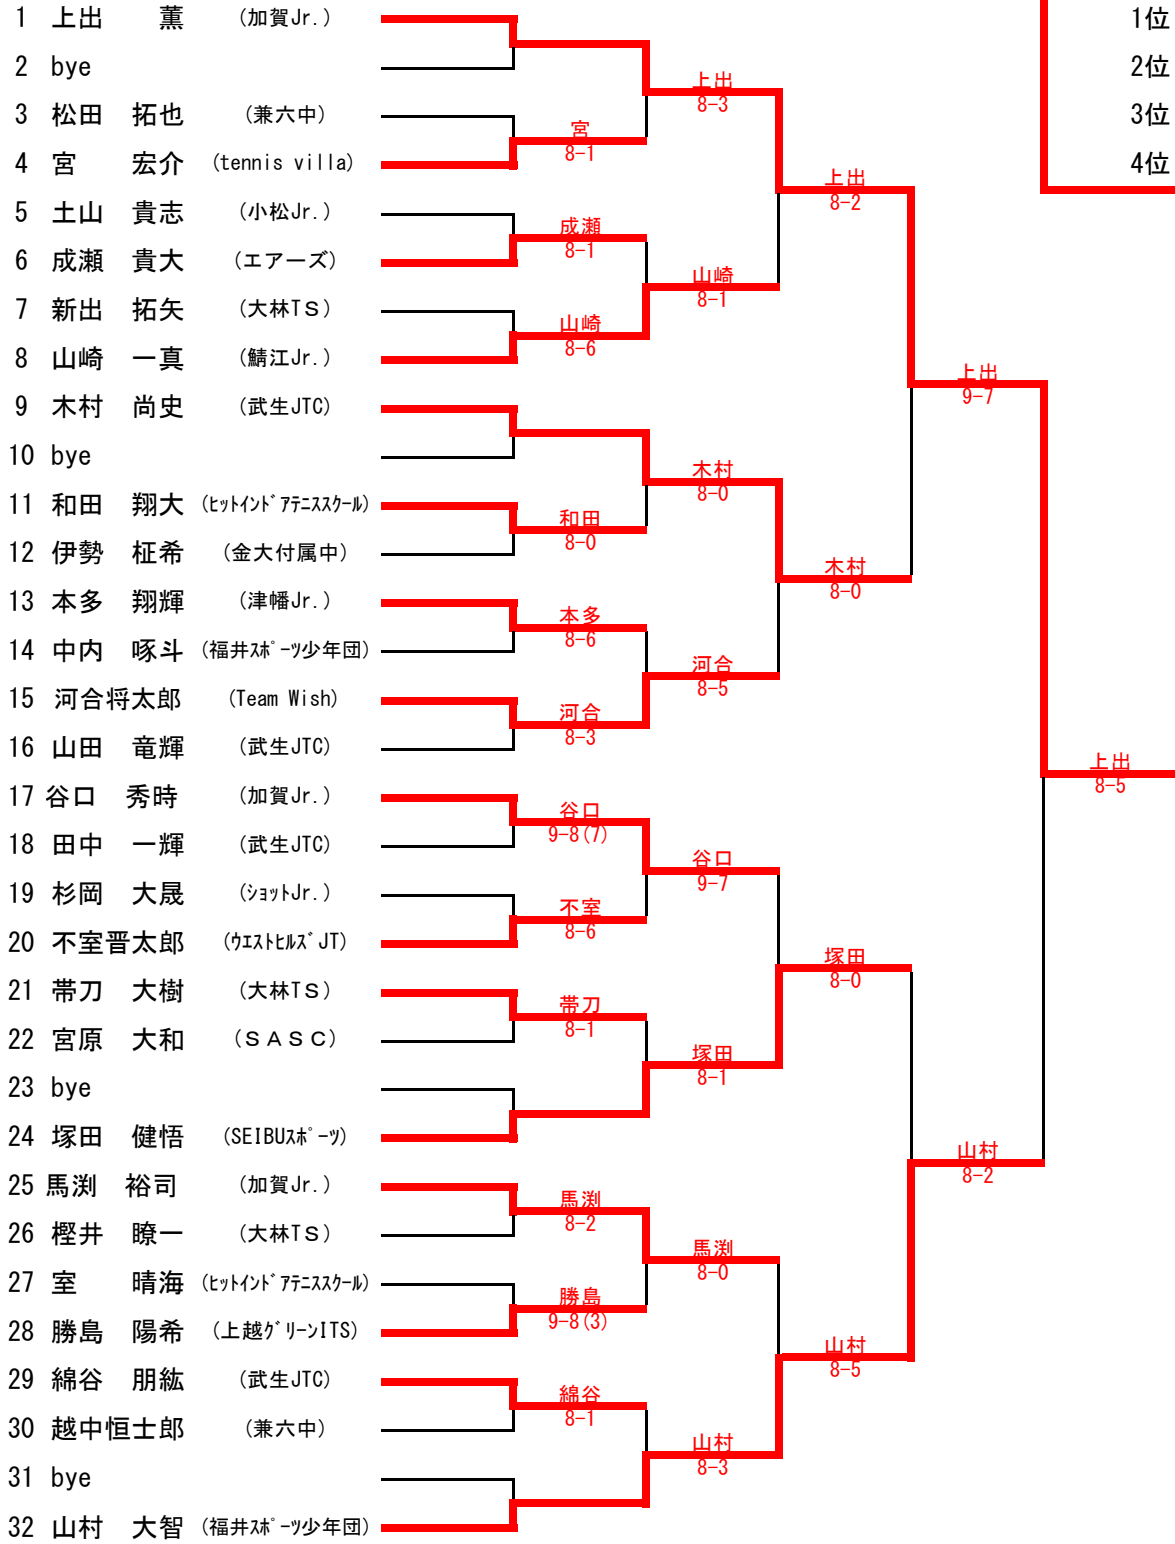 1 上出 薫 (加賀Jr.)
2 bye
3 松田 拓也 (兼六中)
4 宮 宏介 (tennis villa)
5 土山 貴志 (小松Jr.)
6 成瀬 貴大 (エアーズ)
7 新出 拓矢 (大林TS)
8 山崎 一真 (鯖江Jr.)
9 木村 尚史 (武生JTC)
10 bye
11 和田 翔大 (ﾋｯﾄｲﾝﾄﾞｱﾃﾆｽｽｸｰﾙ)
12 伊勢 柾希 (金大付属中)
13 本多 翔輝 (津幡Jr.)
14 中内 啄斗 (福井ｽﾎﾟｰﾂ少年団)
15 河合将太郎 (Team Wish)
16 山田 竜輝 (武生JTC)
17 谷口 秀時 (加賀Jr.)
18 田中 一輝 (武生JTC)
19 杉岡 大晟 (ｼｮｯﾄJr.)
20 不室晋太郎 (ｳｴｽﾄﾋﾙｽﾞJT)
21 帯刀 大樹 (大林TS)
22 宮原 大和 (ＳＡＳＣ)
23 bye
24 塚田 健悟 (SEIBUｽﾎﾟｰﾂ)
25 馬渕 裕司 (加賀Jr.)
26 樫井 瞭一 (大林TS)
27 室 晴海 (ﾋｯﾄｲﾝﾄﾞｱﾃﾆｽｽｸｰﾙ)
28 勝島 陽希 (上越ｸﾞﾘｰﾝITS)
29 綿谷 朋紘 (武生JTC)
30 越中恒士郎 (兼六中)
31 bye
32 山村 大智 (福井ｽﾎﾟｰﾂ少年団)
宮
8-1
成瀬
8-1
山崎
8-6
和田
8-0
本多
8-6
河合
8-3
谷口
9-8(7)
不室
8-6
帯刀
8-1
馬渕
8-2
勝島
9-8(3)
綿谷
8-1
上出
8-3
山崎
8-1
木村
8-0
河合
8-5
谷口
9-7
塚田
8-1
馬渕
8-0
山村
8-3
上出
8-2
木村
8-0
塚田
8-0
山村
8-5
上出
9-7
山村
8-2
上出
8-5
1位
2位
3位
4位